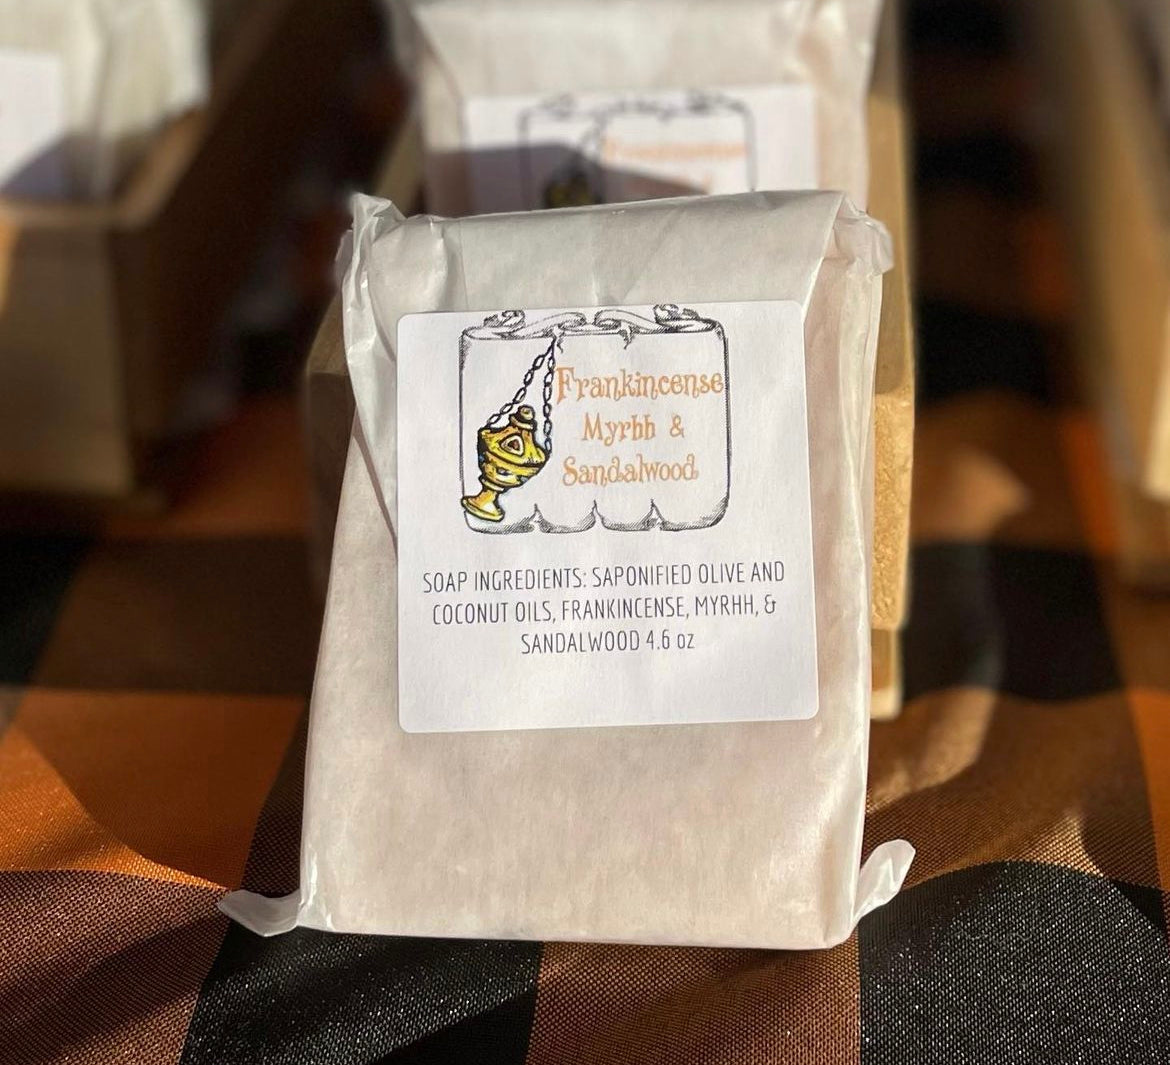 Frankincense
Myrhh &
Sandalwood
SOAP INGREDIENTS: SAPONIFIED OLIVE AND
COCONUT OILS, FRANKINCENSE, MYRHH, &
SANDALWOOD 4.6 oz